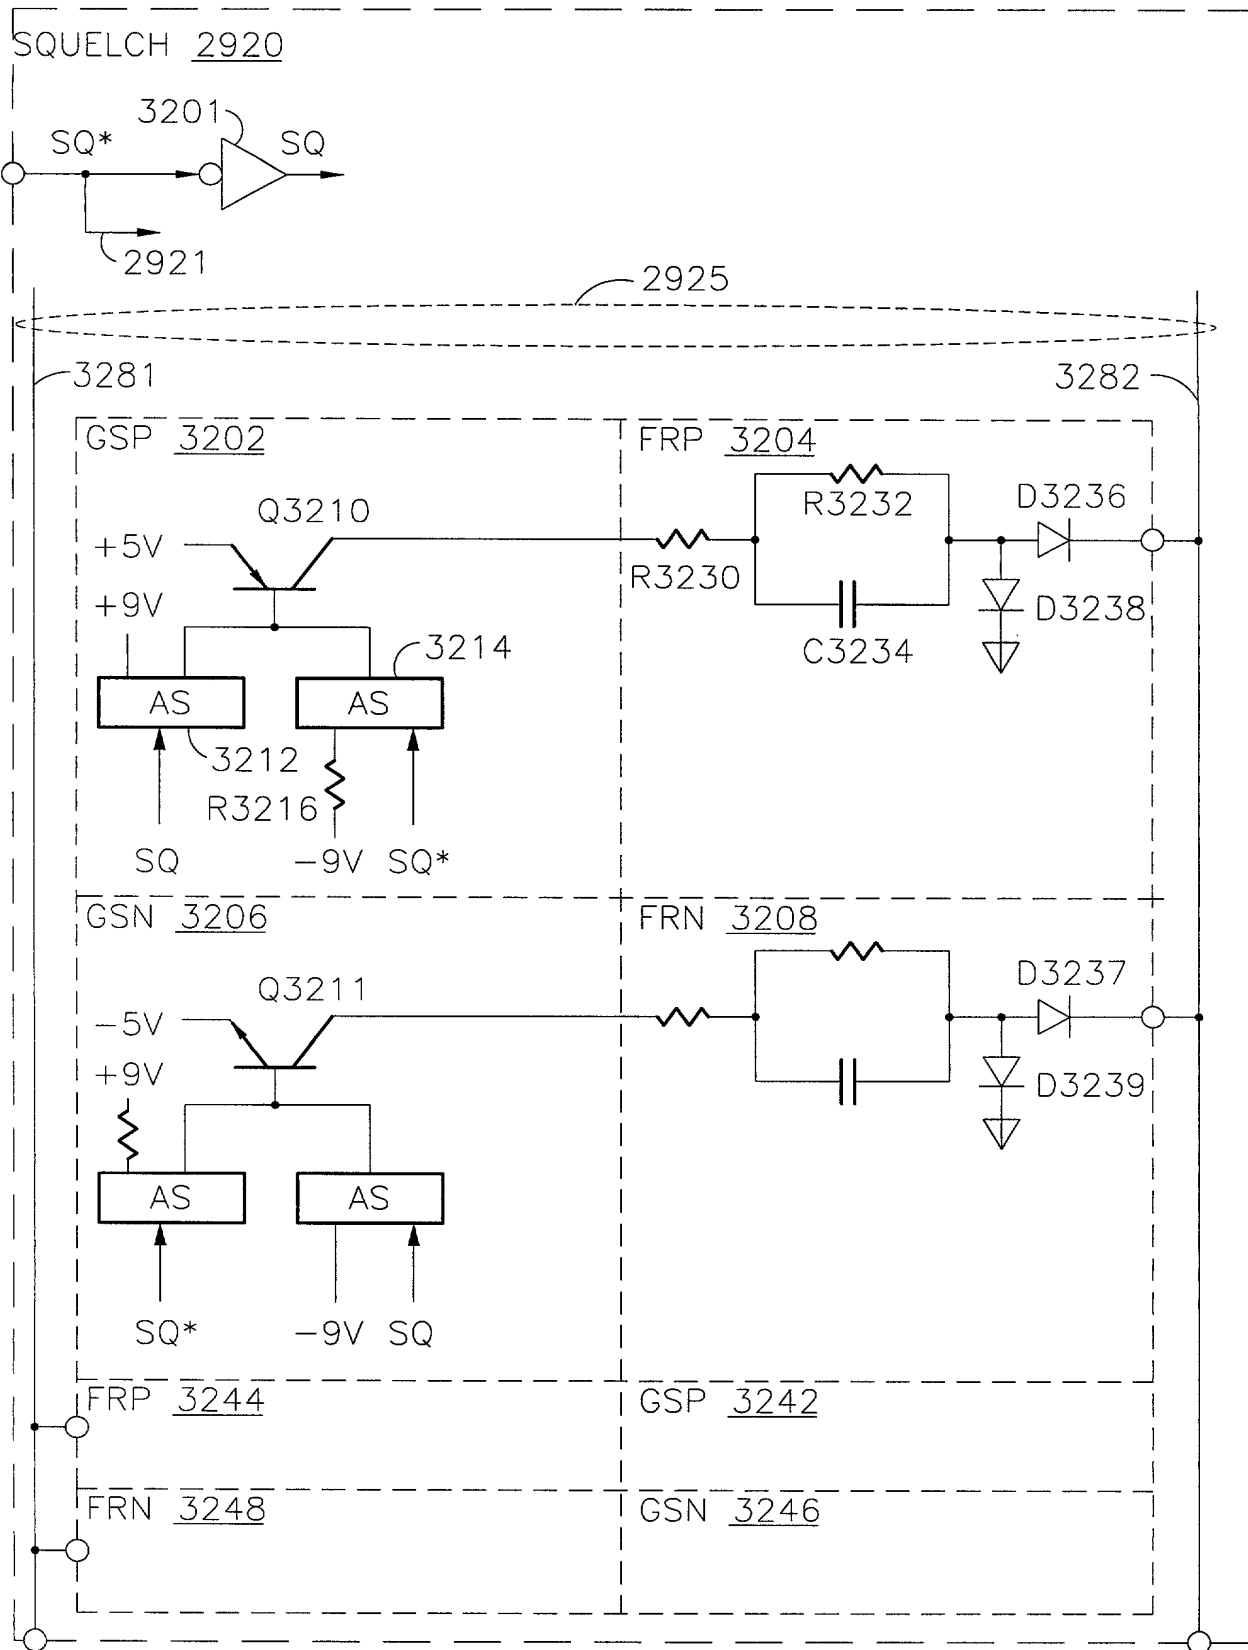 SQUELCH 2920
3201
SQ*
SQ
2921
2925
3281
3282
GSP 3202
FRP 3204
Q3210
R3232
D3236
+5V
R3230
+9V
D3238
C3234
3214
AS
AS
3212
R3216
SQ
-9V
SQ*
GSN 3206
FRN 3208
Q3211
D3237
-5V
+9V
D3239
AS
AS
SQ*
-9V
SQ
FRP 3244
GSP 3242
FRN 3248
GSN 3246